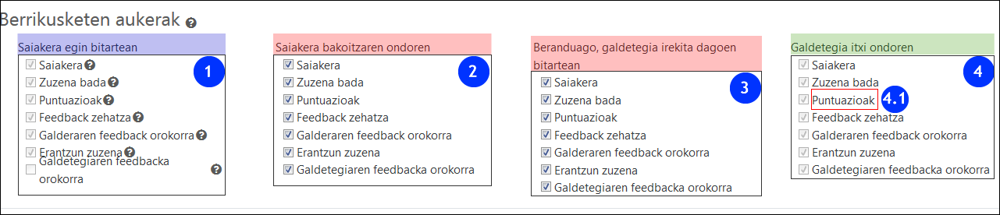 Berrikusketen aukerak
Saiakera egin bitartean
1
Saiakera
Zuzena bada
Puntuazioak
Feedback zehatza
Galderaren feedback orokorra
Erantzun zuzena
Galdetegiaren feedbacka
orokorra
Saiakera bakoitzaren ondoren
2
Saiakera
Zuzena bada
Puntuazioak
Feedback zehatza
Galderaren feedback orokorra
Erantzun zuzena
Galdetegiaren feedbacka orokorra
Beranduago, galdetegia irekita dagoen
bitartean
3
Saiakera
Zuzena bada
Puntuazioak
Feedback zehatza
Galderaren feedback orokorra
Erantzun zuzena
Galdetegiaren feedbacka orokorra
Galdetegia itxi ondoren
4
Saiakera
Zuzena bada
Puntuazioak 4.1
Feedback zehatza
Galderaren feedback orokorra
Erantzun zuzena
Galdetegiaren feedbacka orokorra